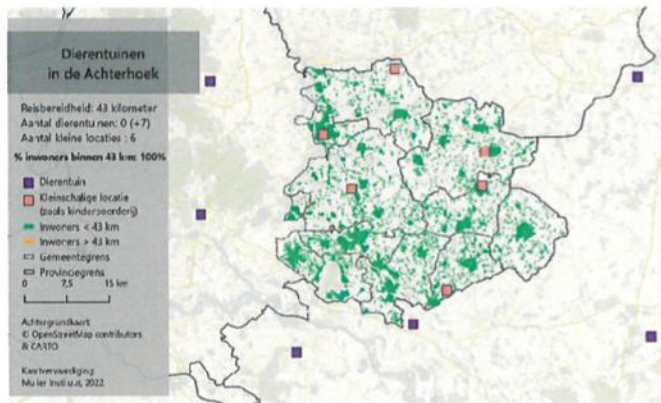 Dierentuinen
in de Achterhoek
Reisbereidheid: 43 kilometer
Aantal dierentuinen: 0 (+7)
Aantal kleine locaties : 6
% inwoners binnen 43 km: 100%
Dierentuin
Kleinschalige locatie
(zoals kinderboerderij)
Inwoners < 43 km
Inwoners > 43 km
Gemeentegrens
Provinciegrens
0 7,5 15 km
Achtergrondkaart:
© OpenStreetMap contributors
& CARTO
Kaartvervaardiging:
Mulier Instituut, 2022